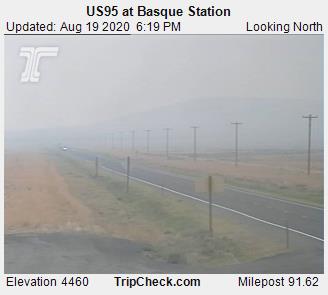 US95 at Basque Station
Updated: Aug 19 2020 6:19 PM Looking North
Elevation 4460 TripCheck.com Milepost 91.62